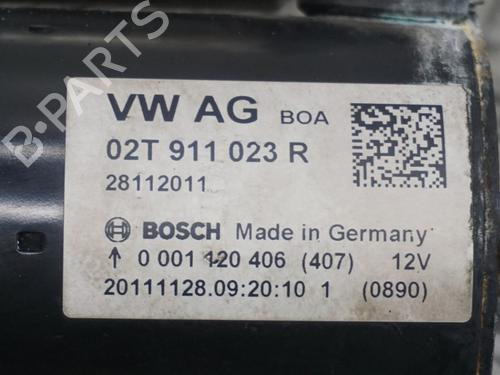 VW AG BOA
02T 911 023 R
28112011
BOSCH Made in Germany
↑ 0 001 120 406 (407) 12V
20111128.09:20:10 1 (0890)
B-PARTS